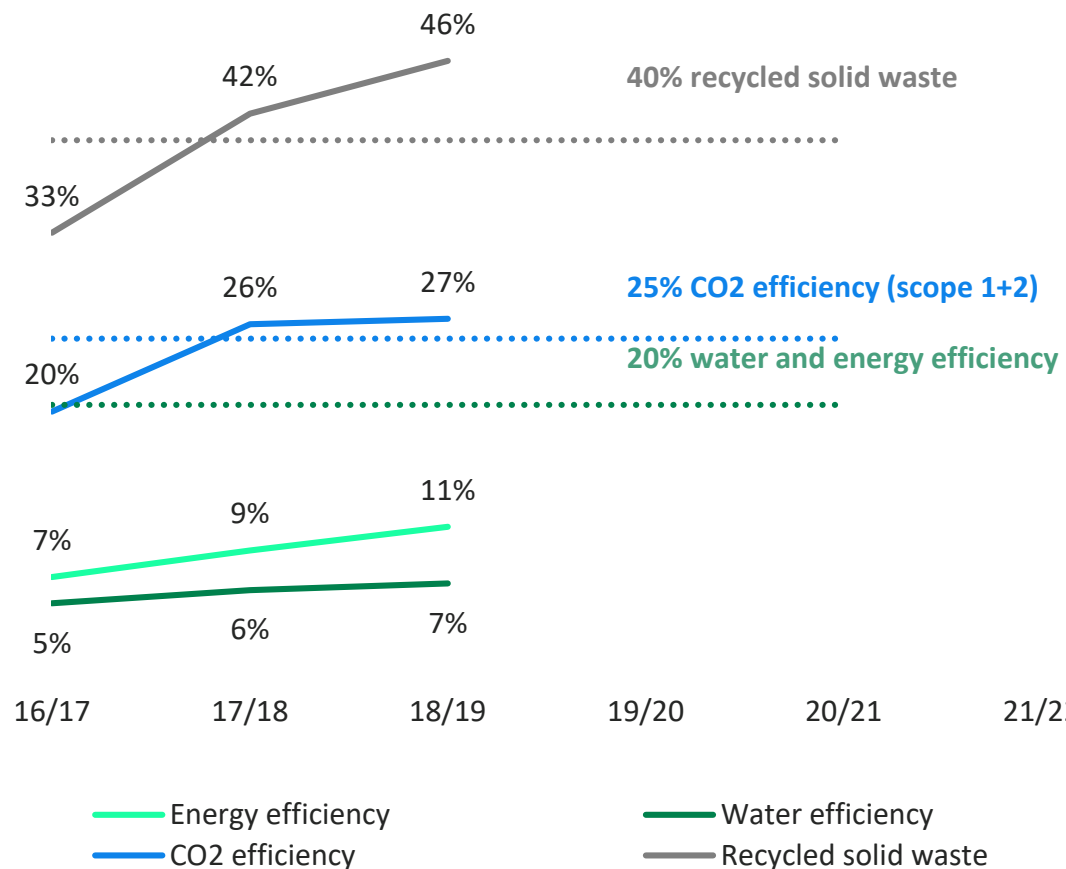 46%
42%
40% recycled solid waste
33%
26%
27%
25% CO2 efficiency (scope 1+2)
20%
20% water and energy efficiency
7%
9%
11%
5%
6%
7%
16/17
17/18
18/19
19/20
20/21
Energy efficiency
Water efficiency
CO2 efficiency
Recycled solid waste